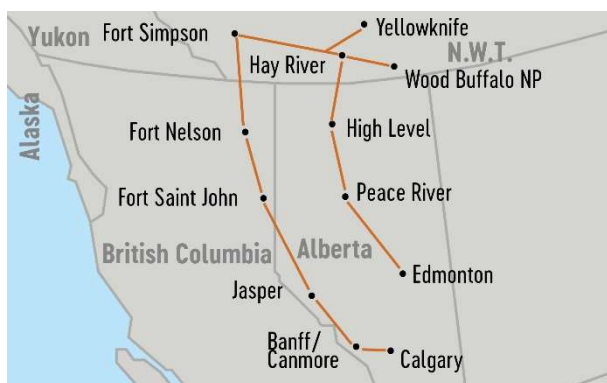 Yukon
Fort Simpson
Yellowknife
N.W.T.
Hay River
Wood Buffalo NP
Alaska
Fort Nelson
High Level
Fort Saint John
Peace River
British Columbia
Alberta
Edmonton
Jasper
Banff/
Canmore
Calgary